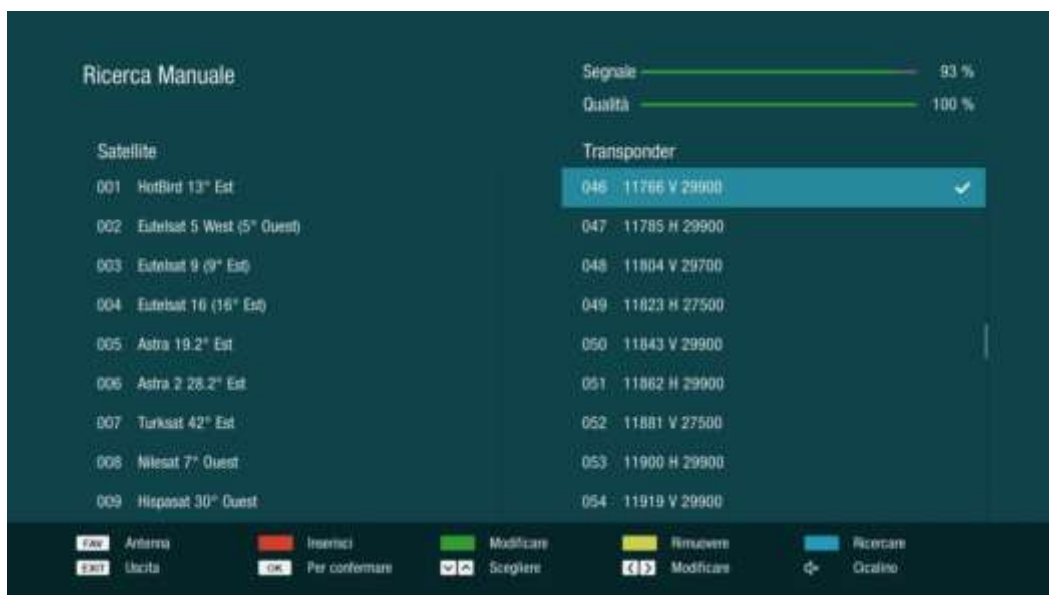 Ricerca Manuale
Segnale 93 %
Qualità 100 %
Satellite
001 HotBird 13° Est
002 Eutelsat 5 West (5° Ouest)
003 Eutelsat 9 (9° Est)
004 Eutelsat 16 (16° Est)
005 Astra 19.2° Est
006 Astra 2 28.2° Est
007 Turksat 42° Est
008 Nilesat 7° Ouest
009 Hispasat 30° Ouest
Transponder
046 11766 V 29900
047 11785 H 29900
048 11804 V 29700
049 11823 H 27500
050 11843 V 29900
051 11862 H 29900
052 11881 V 27500
053 11900 H 29900
054 11919 V 29900
FAV Antenna Inserisci Modificare Rimuovere Ricercare
EXIT Uscita OK Per confermare Scegliere Modificare Cicalino